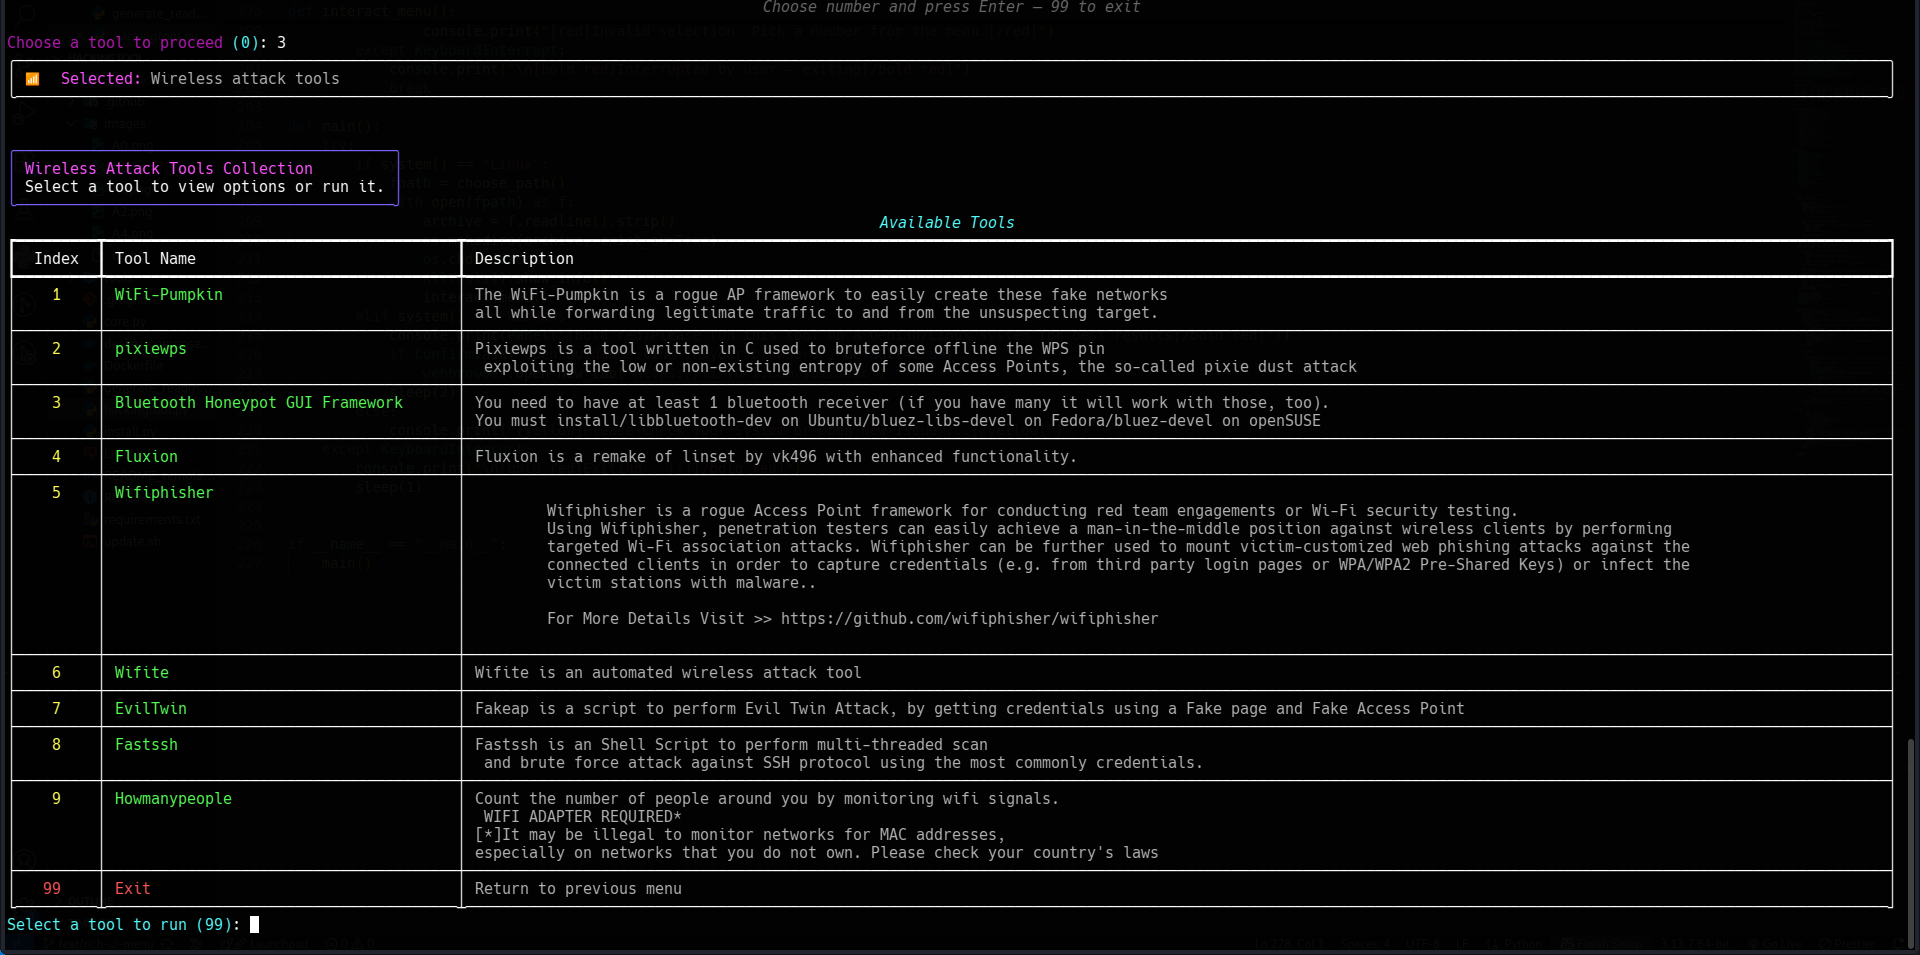 Choose number and press Enter — 99 to exit
Choose a tool to proceed (0): 3
Selected: Wireless attack tools
Wireless Attack Tools Collection
Select a tool to view options or run it.
Available Tools
Index Tool Name Description
1 WiFi-Pumpkin The WiFi-Pumpkin is a rogue AP framework to easily create these fake networks
all while forwarding legitimate traffic to and from the unsuspecting target.
2 pixiewps Pixiewps is a tool written in C used to bruteforce offline the WPS pin
exploiting the low or non-existing entropy of some Access Points, the so-called pixie dust attack
3 Bluetooth Honeypot GUI Framework You need to have at least 1 bluetooth receiver (if you have many it will work with those, too).
You must install/libbluetooth-dev on Ubuntu/bluez-libs-devel on Fedora/bluez-devel on openSUSE
4 Fluxion Fluxion is a remake of linset by vk496 with enhanced functionality.
5 Wifiphisher
Wifiphisher is a rogue Access Point framework for conducting red team engagements or Wi-Fi security testing.
Using Wifiphisher, penetration testers can easily achieve a man-in-the-middle position against wireless clients by performing
targeted Wi-Fi association attacks. Wifiphisher can be further used to mount victim-customized web phishing attacks against the
connected clients in order to capture credentials (e.g. from third party login pages or WPA/WPA2 Pre-Shared Keys) or infect the
victim stations with malware..
For More Details Visit >> https://github.com/wifiphisher/wifiphisher
6 Wifite Wifite is an automated wireless attack tool
7 EvilTwin Fakeap is a script to perform Evil Twin Attack, by getting credentials using a Fake page and Fake Access Point
8 Fastssh Fastssh is an Shell Script to perform multi-threaded scan
and brute force attack against SSH protocol using the most commonly credentials.
9 Howmanypeople Count the number of people around you by monitoring wifi signals.
WIFI ADAPTER REQUIRED*
[*]It may be illegal to monitor networks for MAC addresses,
especially on networks that you do not own. Please check your country's laws
99 Exit Return to previous menu
Select a tool to run (99):